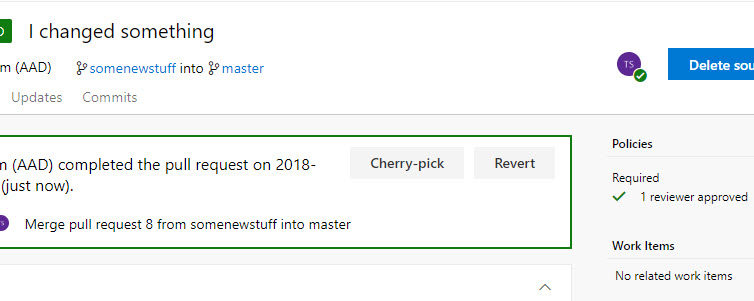 I changed something
(AAD) somenewstuff into master
TS
Delete
Updates Commits
(AAD) completed the pull request on 2018-
(just now).
Cherry-pick
Revert
Merge pull request 8 from somenewstuff into master
Policies
Required
1 reviewer approved
Work Items
No related work items